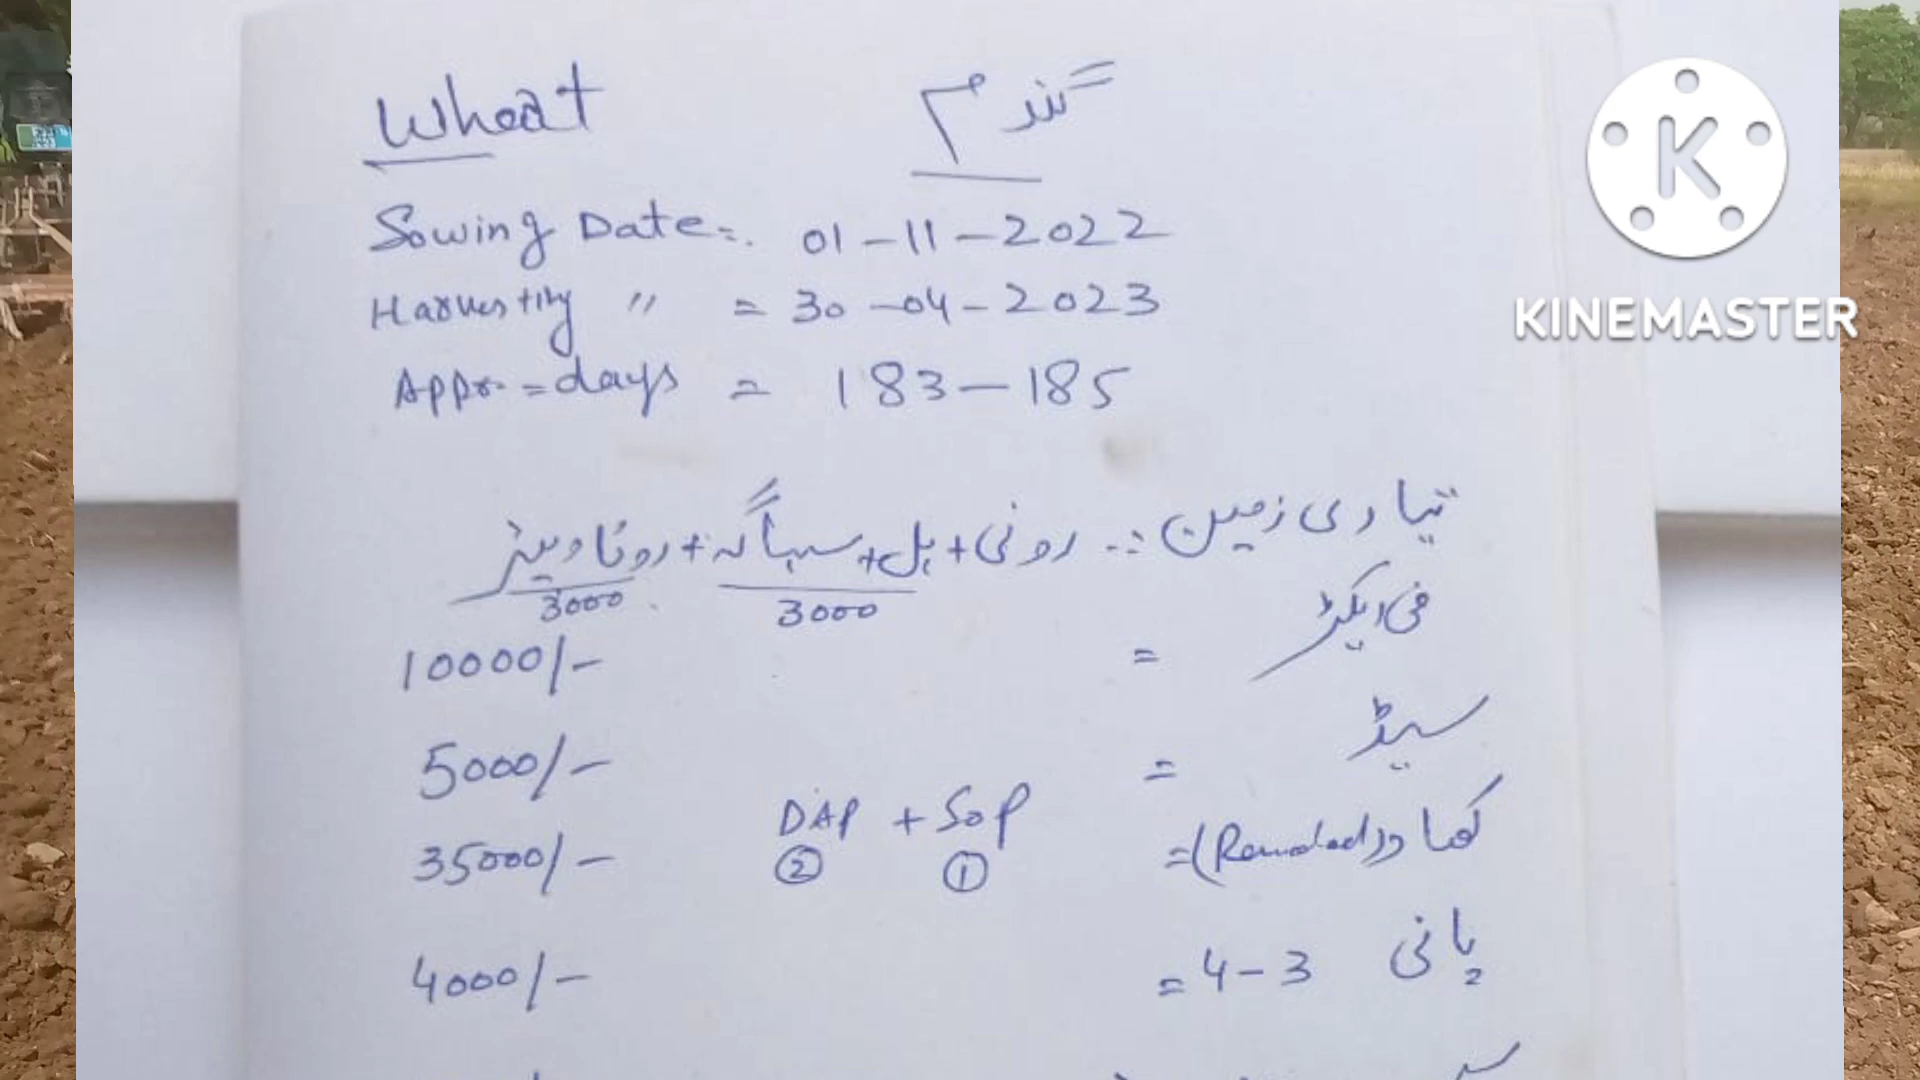 Wheat گندم
Sowing Date =. 01-11-2022
Harvesting " = 30-04-2023
Appr. = days = 183-185
تیاری زمین :. رونی + ہل + سہاگہ + روٹاویٹر
3000 3000
فی ایکڑ = 10000/-
سیڈ = 5000/-
کھاد = DAP + SOP 35000/-
② ①
پانی 3-4 = 4000/-
KINEMASTER